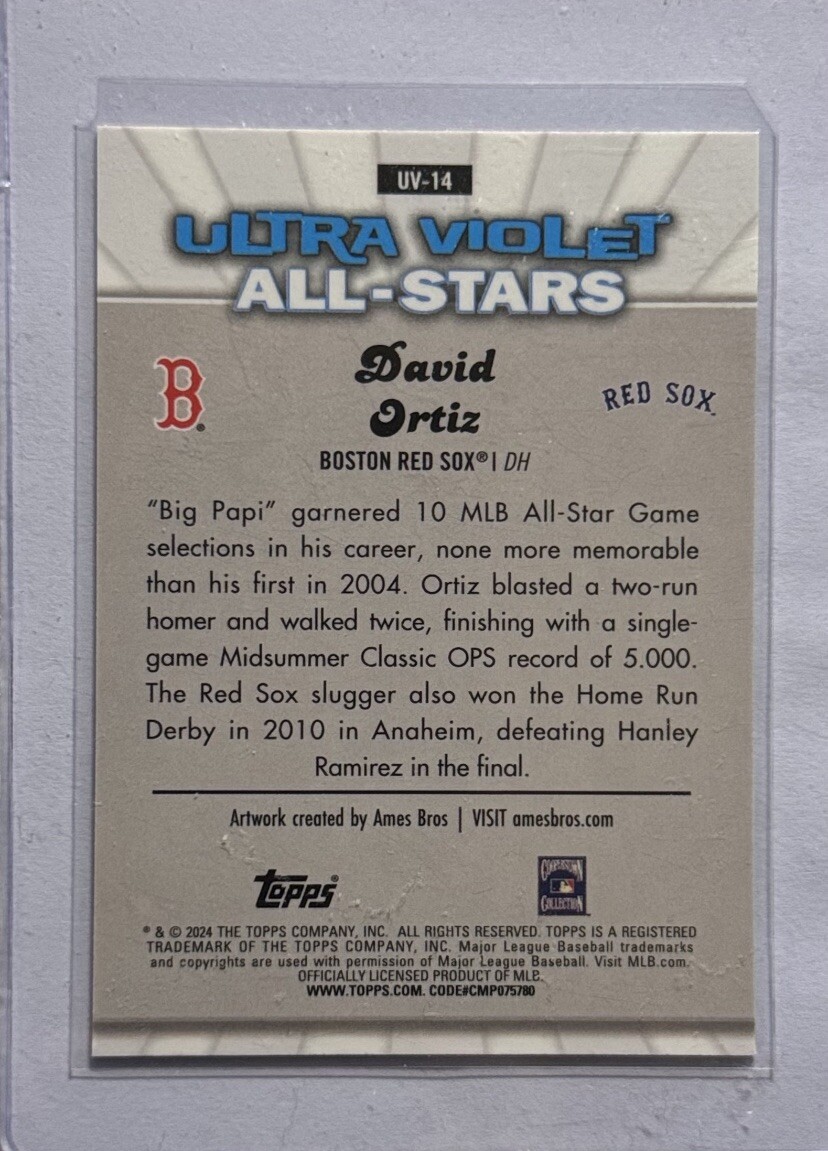 UV-14
ULTRA VIOLET
ALL-STARS
David
Ortiz
B
RED SOX
BOSTON RED SOX® | DH
"Big Papi" garnered 10 MLB All-Star Game
selections in his career, none more memorable
than his first in 2004. Ortiz blasted a two-run
homer and walked twice, finishing with a single-
game Midsummer Classic OPS record of 5.000.
The Red Sox slugger also won the Home Run
Derby in 2010 in Anaheim, defeating Hanley
Ramirez in the final.
Artwork created by Ames Bros | VISIT amesbros.com
Topps®
COOPERSTOWN
COLLECTION
® & © 2024 THE TOPPS COMPANY, INC. ALL RIGHTS RESERVED. TOPPS IS A REGISTERED
TRADEMARK OF THE TOPPS COMPANY, INC. Major League Baseball trademarks
and copyrights are used with permission of Major League Baseball. Visit MLB.com.
OFFICIALLY LICENSED PRODUCT OF MLB.
WWW.TOPPS.COM. CODE#CMP075780